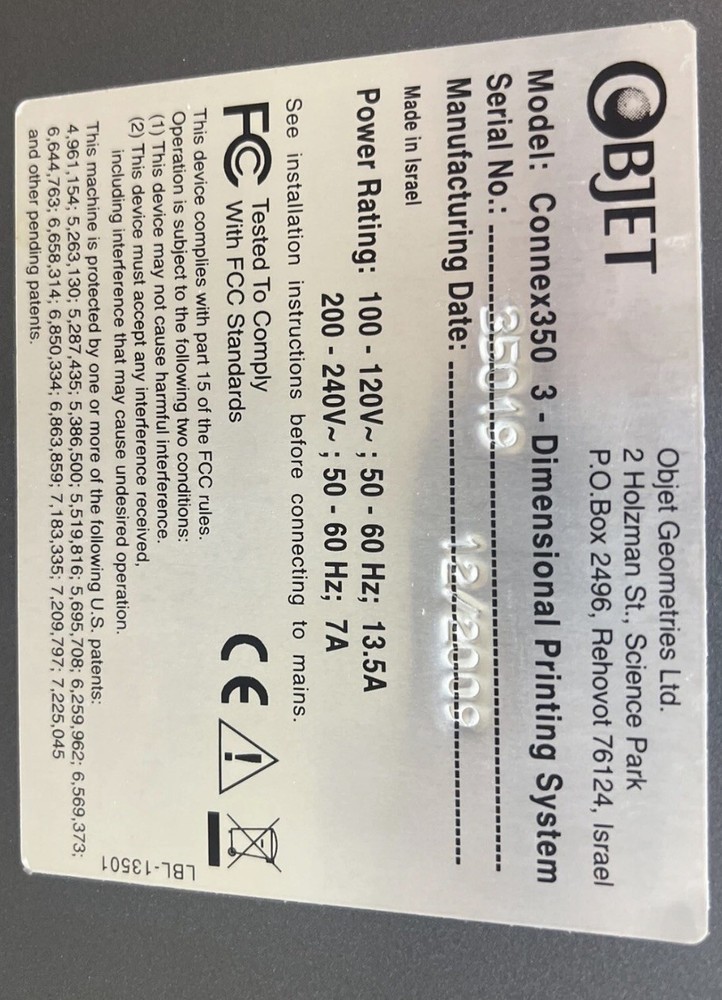 OBJET
Objet Geometries Ltd.
2 Holzman St., Science Park
P.O.Box 2496, Rehovot 76124, Israel
Model: Connex350 3 - Dimensional Printing System
Serial No.: 35019
Manufacturing Date: 12/2009
Made in Israel
Power Rating: 100 - 120V~ ; 50 - 60 Hz; 13.5A
200 - 240V~ ; 50 - 60 Hz; 7A
See installation instructions before connecting to mains.
FC Tested To Comply
With FCC Standards
CE
This device complies with part 15 of the FCC rules.
Operation is subject to the following two conditions:
(1) This device may not cause harmful interference.
(2) This device must accept any interference received,
including interference that may cause undesired operation.
This machine is protected by one or more of the following U.S. patents:
4,961,154; 5,263,130; 5,287,435; 5,386,500; 5,519,816; 5,695,708; 6,259,962; 6,569,373;
6,644,763; 6,658,314; 6,850,334; 6,863,859; 7,183,335; 7,209,797; 7,225,045
and other pending patents.
LBL-13501